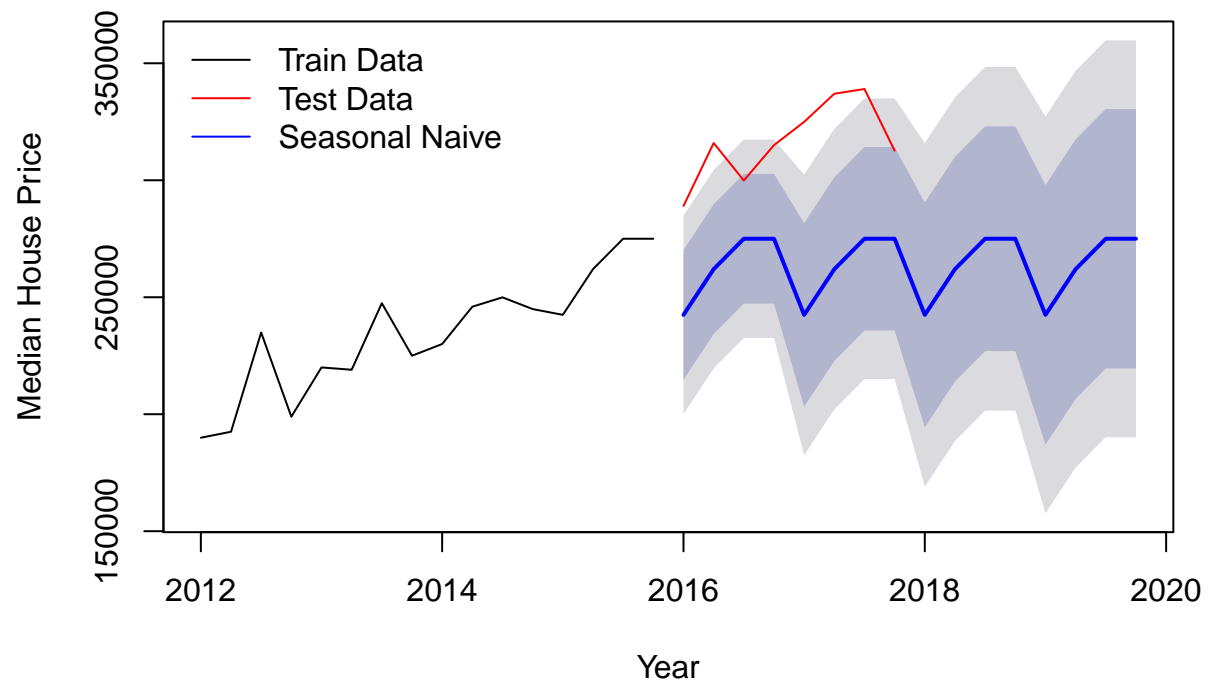 Train Data
Test Data
Seasonal Naive
Median House Price
350000
250000
150000
2012 2014 2016 2018 2020
Year